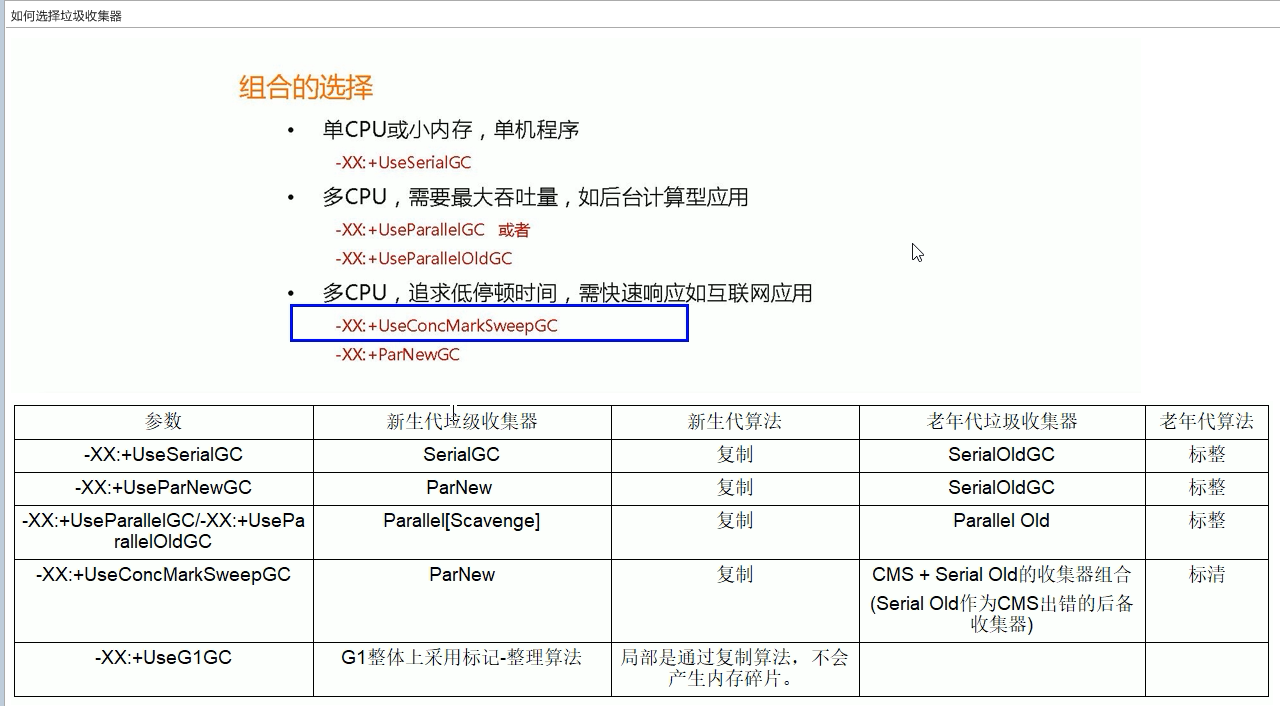 如何选择垃圾收集器
组合的选择
• 单CPU或小内存，单机程序
-XX:+UseSerialGC
• 多CPU，需要最大吞吐量，如后台计算型应用
-XX:+UseParallelGC 或者
-XX:+UseParallelOldGC
• 多CPU，追求低停顿时间，需快速响应如互联网应用
-XX:+UseConcMarkSweepGC
-XX:+ParNewGC
参数 新生代垃圾收集器 新生代算法 老年代垃圾收集器 老年代算法
-XX:+UseSerialGC SerialGC 复制 SerialOldGC 标整
-XX:+UseParNewGC ParNew 复制 SerialOldGC 标整
-XX:+UseParallelGC/-XX:+UsePa Parallel[Scavenge] 复制 Parallel Old 标整
rallelOldGC
-XX:+UseConcMarkSweepGC ParNew 复制 CMS + Serial Old的收集器组合 标清
(Serial Old作为CMS出错的后备
收集器)
-XX:+UseG1GC G1整体上采用标记-整理算法 局部是通过复制算法，不会
产生内存碎片。